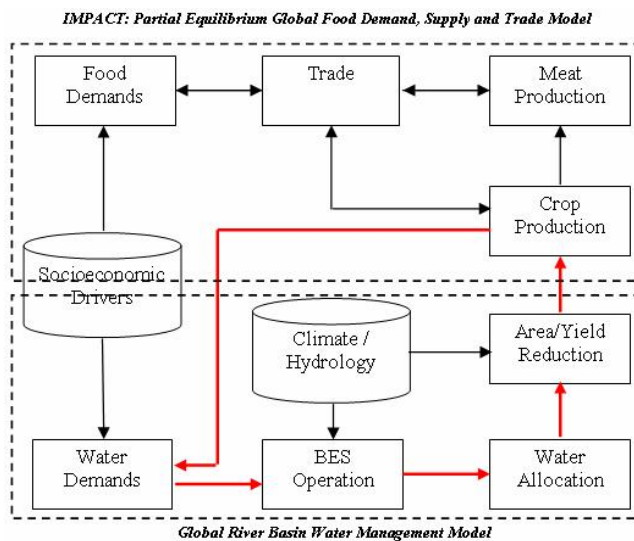 IMPACT: Partial Equilibrium Global Food Demand, Supply and Trade Model
Food
Demands
Trade
Meat
Production
Crop
Production
Socioeconomic
Drivers
Climate /
Hydrology
Area/Yield
Reduction
Water
Demands
BES
Operation
Water
Allocation
Global River Basin Water Management Model